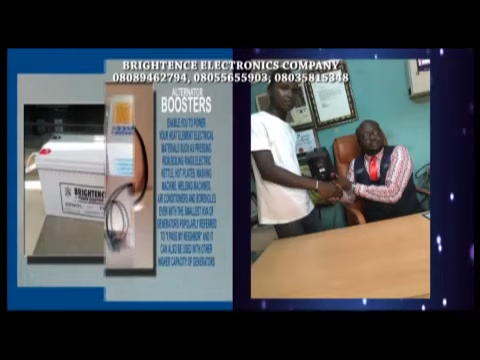 BRIGHTENCE ELECTRONICS COMPANY.
08089462794, 08055655903, 08035815348
ALTERNATOR
BOOSTERS
ENABLE YOU TO POWER
YOUR HEAT ELEMENT ELECTRICAL
MATERIALS SUCH AS PRESSING
IRON, BOILING RINGS, ELECTRIC
KETTLE, HOT PLATES, WASHING
MACHINE, WELDING MACHINES,
AIR CONDITIONERS AND BOREHOLES
EVEN WITH THE SMALLEST KVA OF
GENERATORS POPULARLY REFERRED
TO "I PASS MY NEIGHBOR" AND IT
CAN ALSO BE USED WITH OTHER
HIGHER CAPACITY OF GENERATORS
BRIGHTENCE